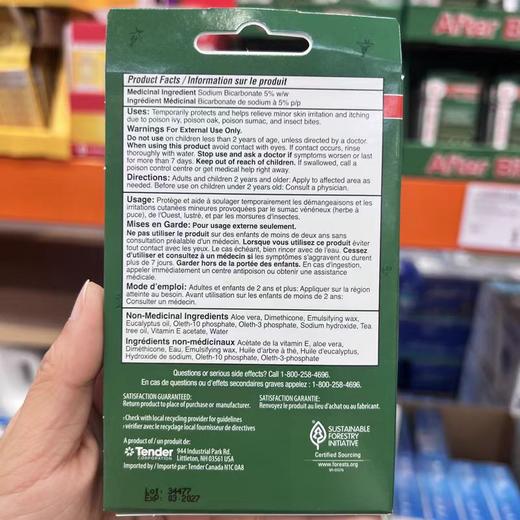 After B
After Bi
Product Facts / Information sur le produit
Medicinal Ingredient Sodium Bicarbonate 5% w/w
Ingrédient Médicinal Bicarbonate de sodium à 5% p/p
Uses: Temporarily protects and helps relieve minor skin irritation and itching
due to poison ivy, poison oak, poison sumac, and insect bites.
Warnings For External Use Only.
Do not use on children less than 2 years of age, unless directed by a doctor.
When using this product avoid contact with eyes. If contact occurs, rinse
thoroughly with water. Stop use and ask a doctor if symptoms worsen or last
for more than 7 days. Keep out of reach of children. If swallowed, call a
poison control centre or get medical help right away.
Directions: Adults and children 2 years and older: Apply to affected area as
needed. Before use on children under 2 years old: Consult a physician.
Usage: Protège et aide à soulager temporairement les démangeaisons et les
irritations cutanées mineures provoquées par le sumac vénéneux (herbe à
puce), de l'Ouest, lustré, et par les morsures d'insectes.
Mises en Garde: Pour usage externe seulement.
Ne pas utiliser le produit sur des enfants de moins de deux ans sans
consultation préalable d'un médecin. Lorsque vous utilisez ce produit éviter
tout contact avec les yeux. Le cas échéant, bien rincer avec de l'eau. Cessez
d'utiliser et consultez à un médecin si les symptômes s'aggravent ou durent
plus de 7 jours. Garder hors de la portée des enfants. En cas d'ingestion,
appeler immédiatement un centre antipoison ou obtenir une assistance
médicale.
Mode d'emploi: Adultes et enfants de 2 ans et plus: Appliquer sur la région
atteinte au besoin. Avant utilisation sur les enfants de moins de 2 ans:
Consulter un médecin.
Non-Medicinal Ingredients Aloe vera, Dimethicone, Emulsifying wax,
Eucalyptus oil, Oleth-10 phosphate, Oleth-3 phosphate, Sodium hydroxide, Tea
tree oil, Vitamin E acetate, Water
Ingrédients non-médicinaux Acétate de la vitamin E, aloe vera,
Dimethicone, Eau, Emulsifying wax, Huile d'arbre à thé, Huile d'eucalyptus,
Hydroxide de sodium, Oleth-10 phosphate, Oleth-3-phosphate
Questions or serious side effects? Call 1-800-258-4696.
En cas de questions ou d'effets secondaires graves appelez : 1-800-258-4696.
SATISFACTION GUARANTEED:
Return product to place of purchase or manufacturer.
SATISFACTION GARANTIE:
Renvoyez le produit au lieu d'achat ou au fabricant.
Check with local recycling provider for guidelines
vérifier avec le recyclage local fournisseur de directives
A product of / un produit de:
Tender
CORPORATION
944 Industrial Park Rd.
Littleton, NH 03561 USA
Imported by / Importé par: Tender Canada N1C 0A8
SUSTAINABLE
FORESTRY
INITIATIVE
Certified Sourcing
www.forests.org
Lot: 34477
EXP: 03 2027